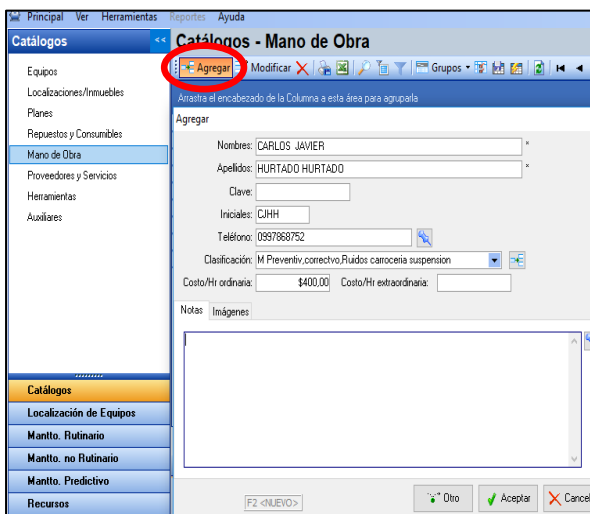 Principal Ver Herramientas Reportes Ayuda
Catálogos <<
Catálogos - Mano de Obra
Agregar Modificar Grupos
Arrastra el encabezado de la Columna a esta área para agruparla
Equipos
Localizaciones/Inmuebles
Planes
Repuestos y Consumibles
Mano de Obra
Proveedores y Servicios
Herramientas
Auxiliares
Agregar
Nombres: CARLOS JAVIER *
Apellidos: HURTADO HURTADO *
Clave:
Iniciales: CJHH
Teléfono: 0997868752
Clasificación: M Preventiv,correctvo,Ruidos carroceria suspension
Costo/Hr ordinaria: $400,00 Costo/Hr extraordinaria:
Notas Imágenes
Catálogos
Localización de Equipos
Mantto. Rutinario
Mantto. no Rutinario
Mantto. Predictivo
Recursos
F2 <NUEVO> Otro Aceptar Cancel